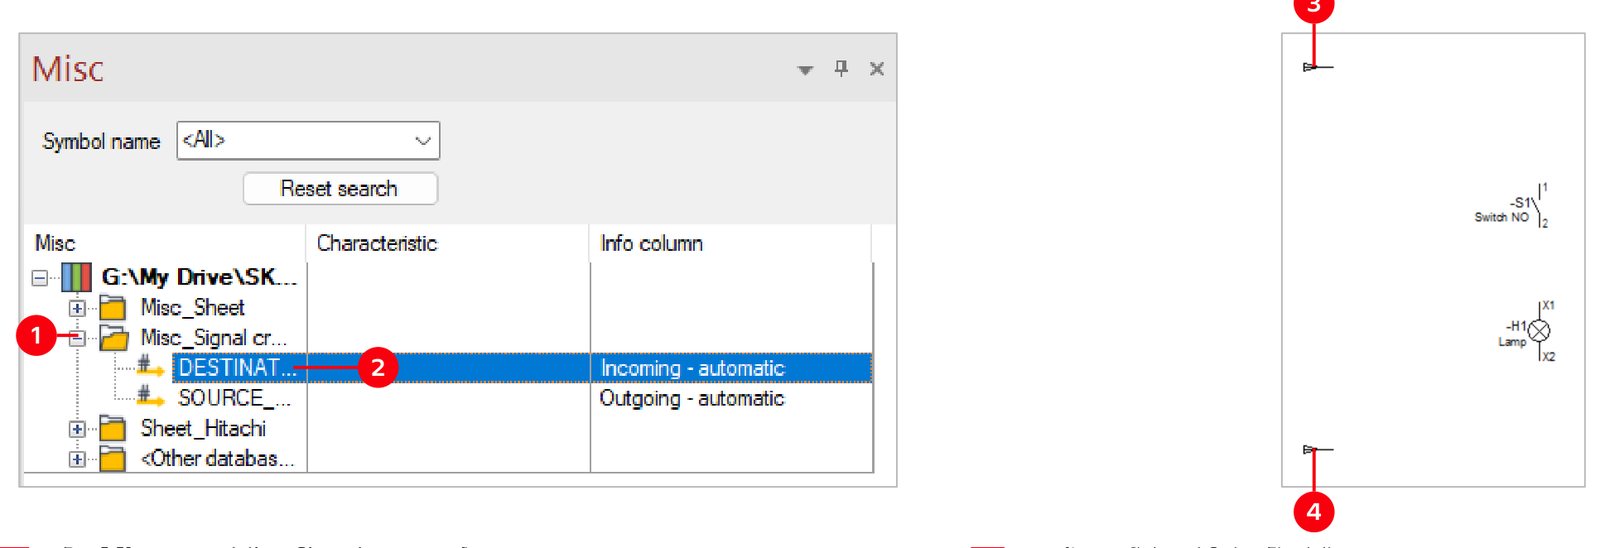 3
Misc
Symbol name <All>
Reset search
Misc Characteristic Info column
G:\My Drive\SK...
Misc_Sheet
1 Misc_Signal cr...
DESTINAT... 2 Incoming - automatic
SOURCE_... Outgoing - automatic
Sheet_Hitachi
<Other databas...
1
-S1
Switch NO 2
X1
-H1
Lamp
X2
4